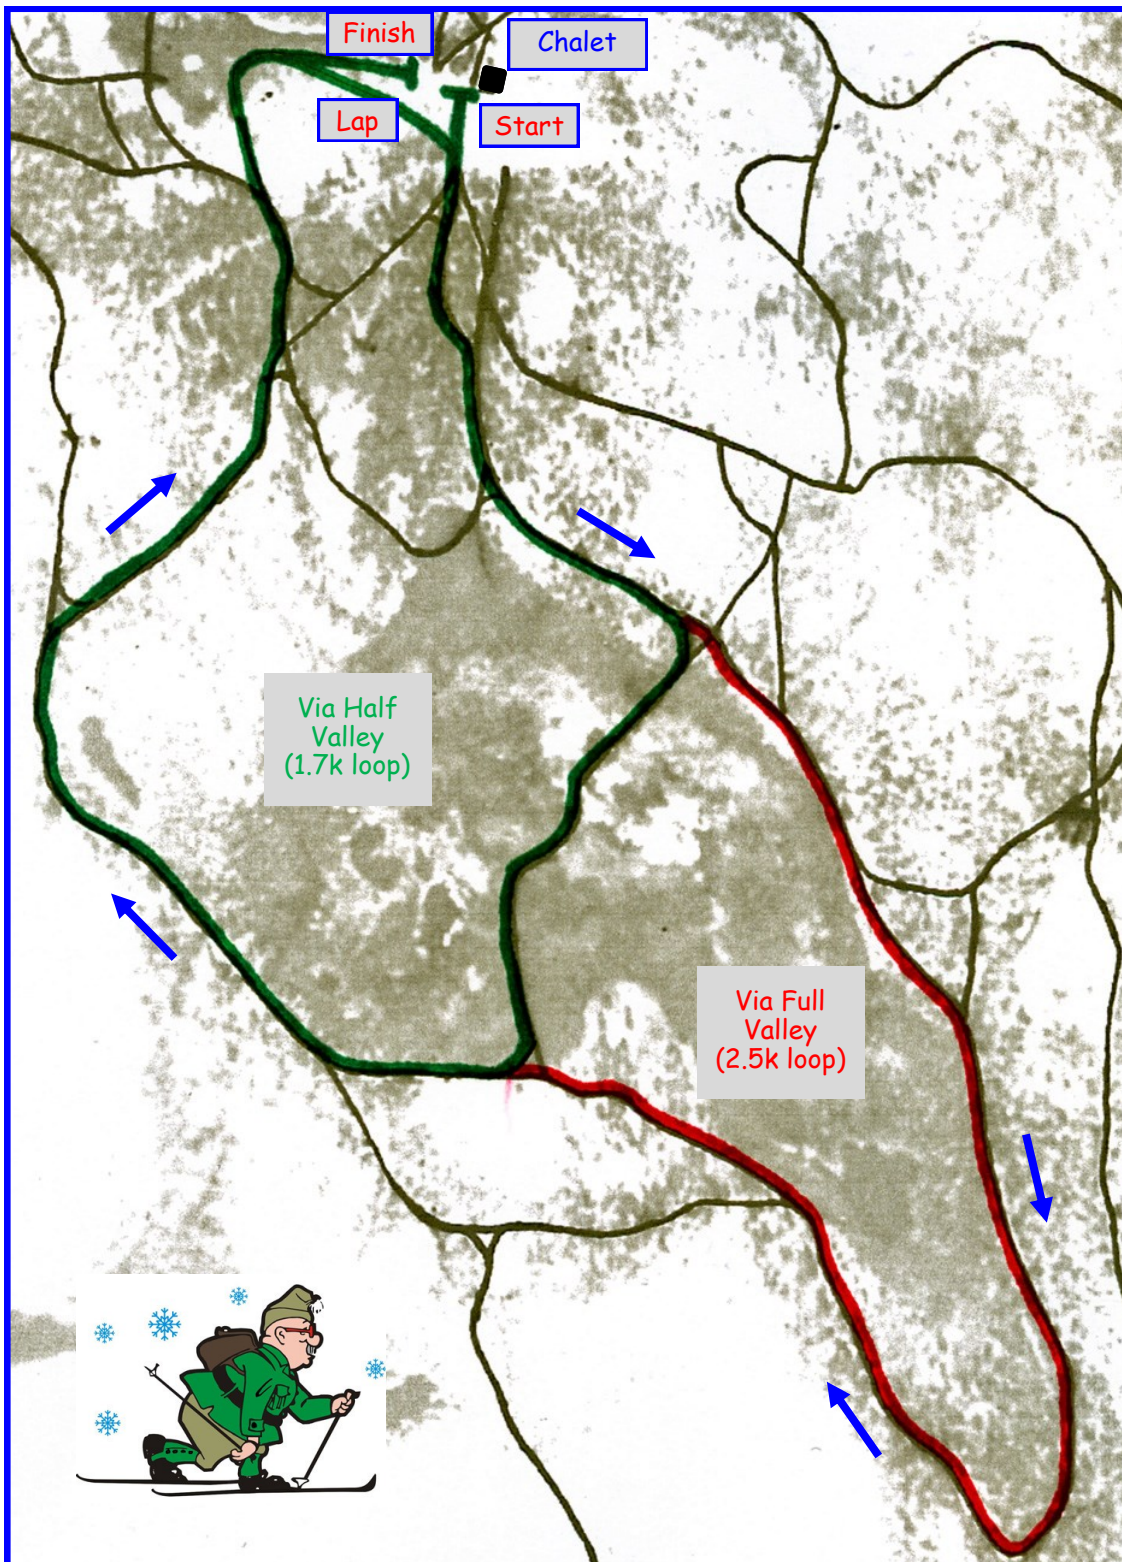 Finish
Chalet
Lap
Start
Via Half
Valley
(1.7k loop)
Via Full
Valley
(2.5k loop)